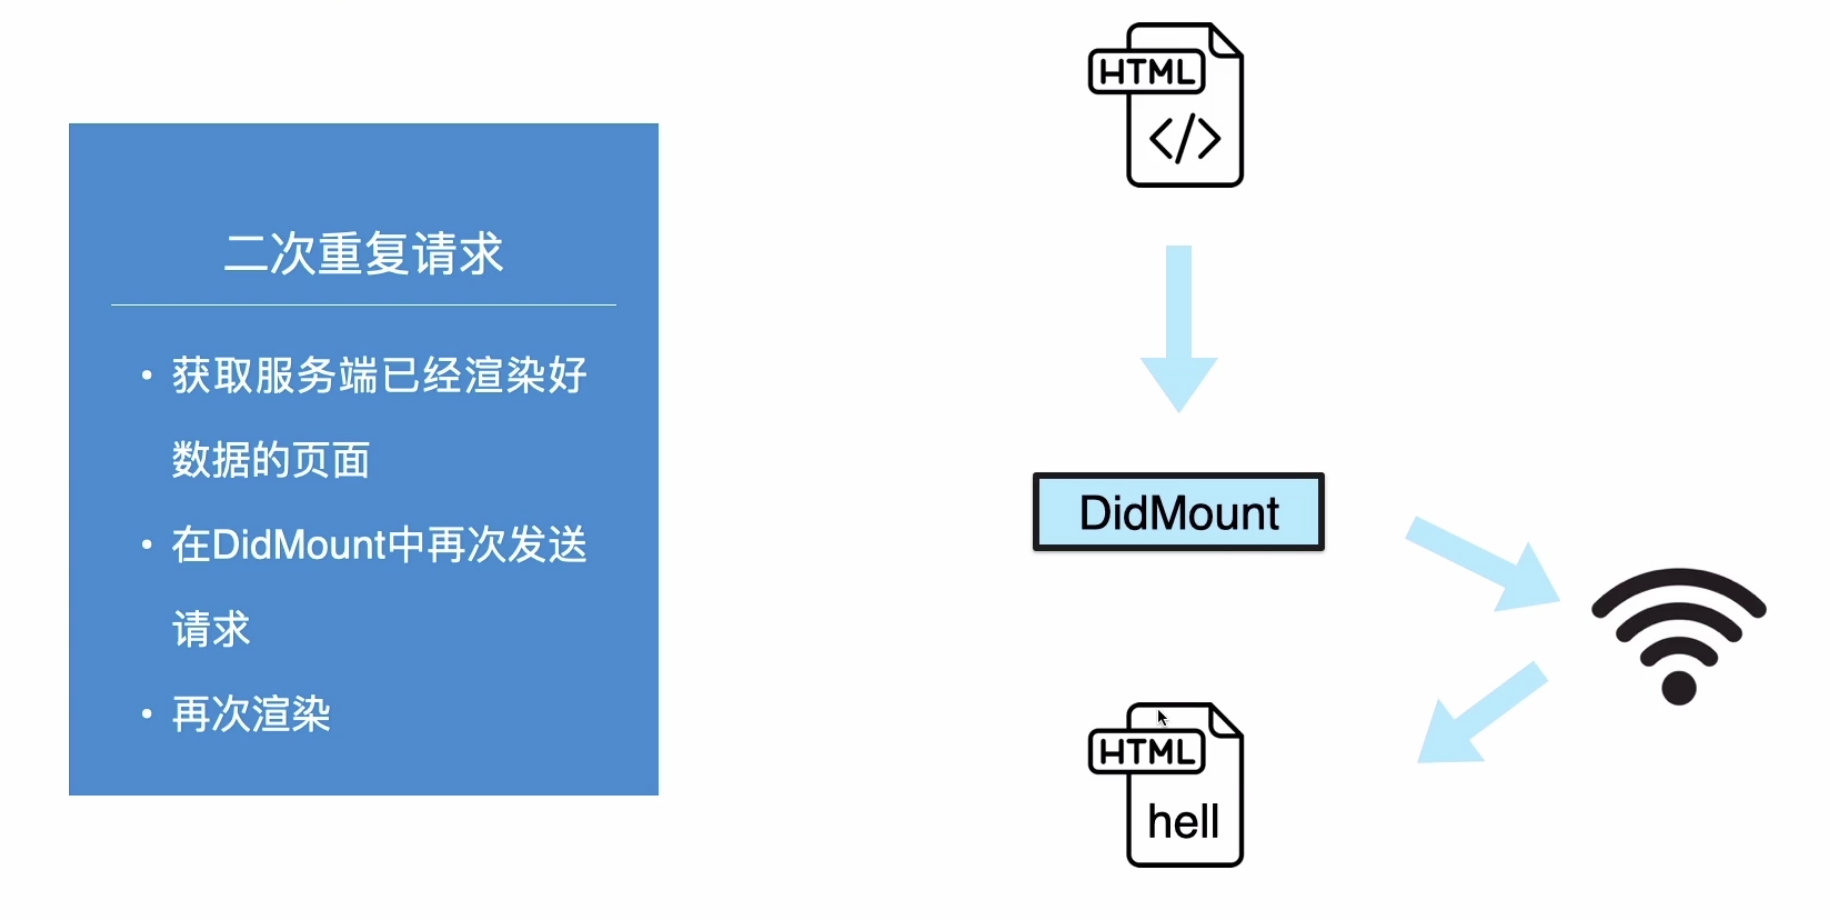 二次重复请求
• 获取服务端已经渲染好
数据的页面
• 在DidMount中再次发送
请求
• 再次渲染
HTML
</>
DidMount
HTML
hell